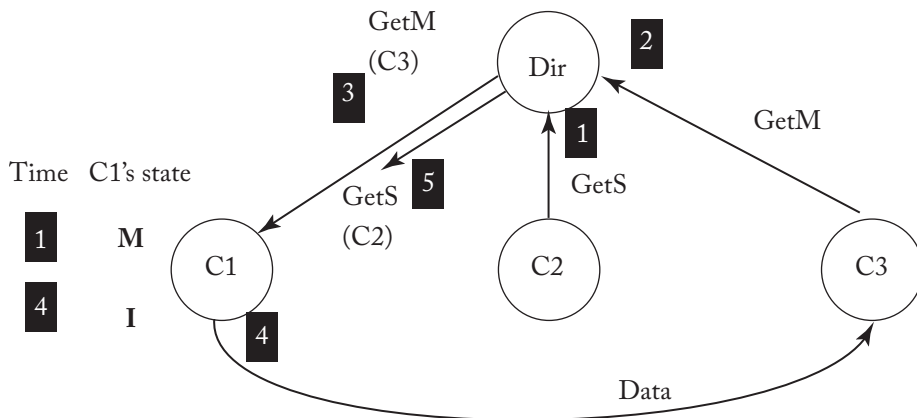 GetM
(C3)
3
Dir
2
GetM
1
GetS
GetS
(C2)
5
Time C1's state
1 M
4 I
C1
C2
C3
4
Data